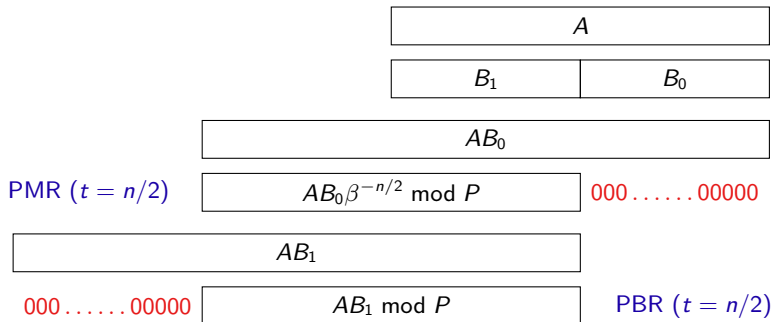 A
B₁ B₀
AB₀
PMR (t = n/2) AB₀β⁻ⁿ/² mod P 000 . . . . . . 00000
AB₁
000 . . . . . . 00000 AB₁ mod P PBR (t = n/2)